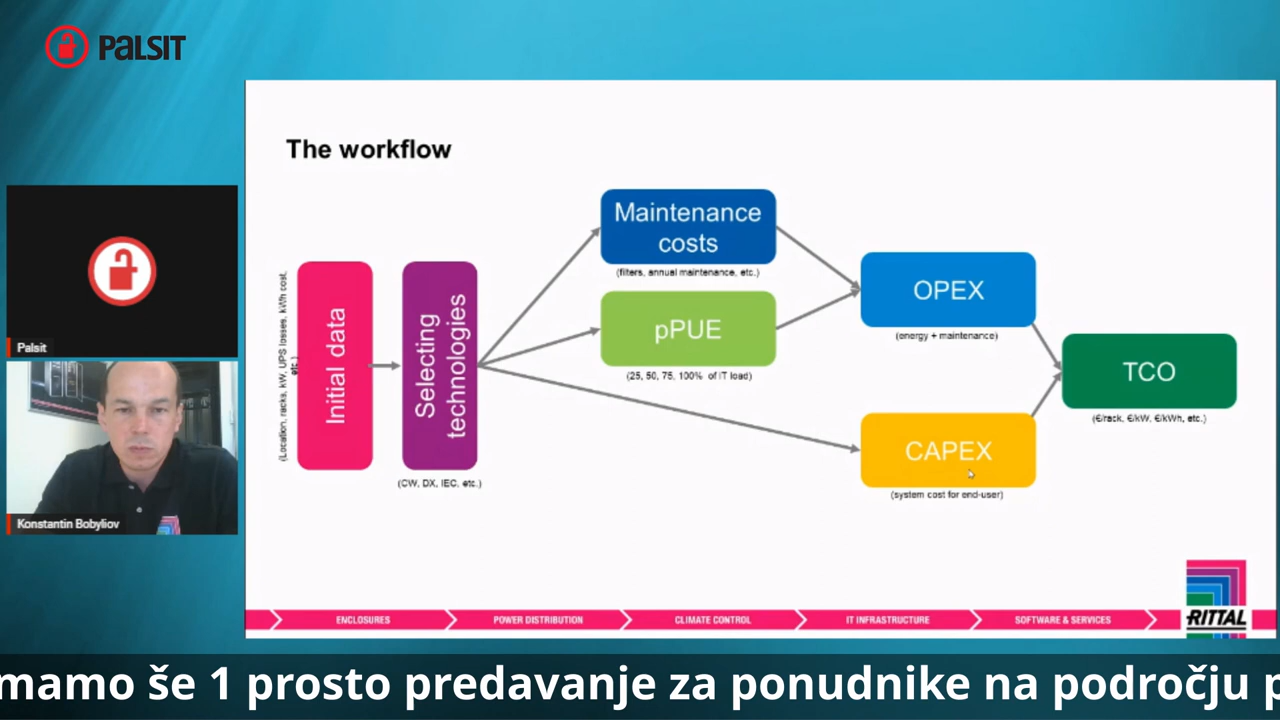 PALSIT
The workflow
Maintenance
costs
(filters, annual maintenance, etc.)
(Location, racks, kW, UPS losses, kWh cost,
etc.)
Initial data
Selecting
technologies
(CW, DX, IEC, etc.)
pPUE
(25, 50, 75, 100% of IT load)
OPEX
(energy + maintenance)
CAPEX
(system cost for end-user)
TCO
(€/rack, €/kW, €/kWh, etc.)
Palsit
Konstantin Bobyliov
ENCLOSURES
POWER DISTRIBUTION
CLIMATE CONTROL
IT INFRASTRUCTURE
SOFTWARE & SERVICES
RITTAL
mamo še 1 prosto predavanje za ponudnike na področju p